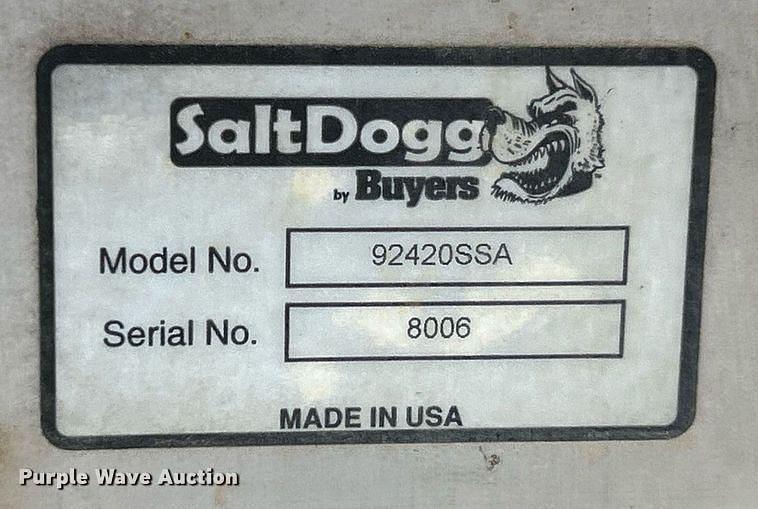 SaltDogg
by Buyers
Model No. 92420SSA
Serial No. 8006
MADE IN USA
Purple Wave Auction